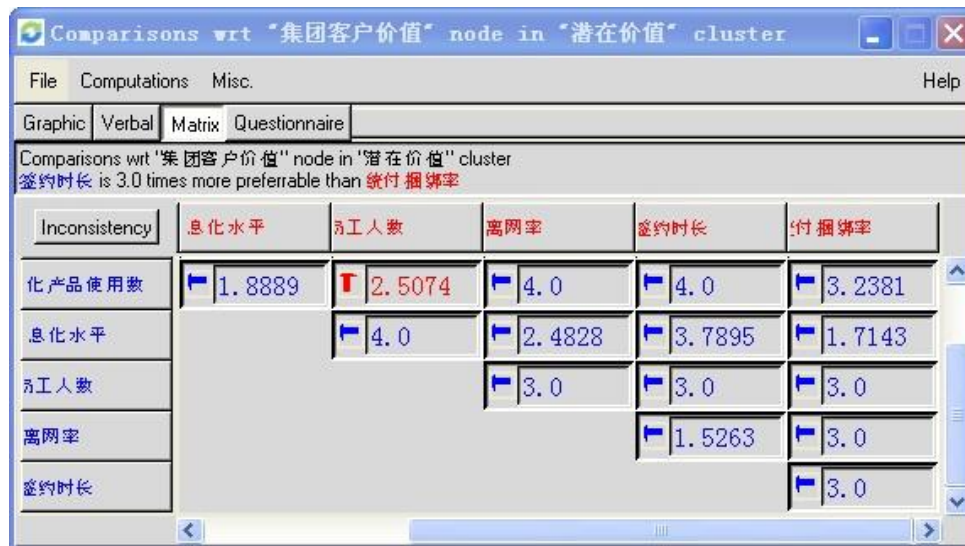 Comparisons wrt "集团客户价值" node in "潜在价值" cluster
File Computations Misc. Help
Graphic Verbal Matrix Questionnaire
Comparisons wrt "集团客户价值" node in "潜在价值" cluster
签约时长 is 3.0 times more preferrable than 统付捆绑率
Inconsistency 息化水平 员工人数 离网率 签约时长 付捆绑率
化产品使用数 1.8889 2.5074 4.0 4.0 3.2381
息化水平 4.0 2.4828 3.7895 1.7143
员工人数 3.0 3.0 3.0
离网率 1.5263 3.0
签约时长 3.0